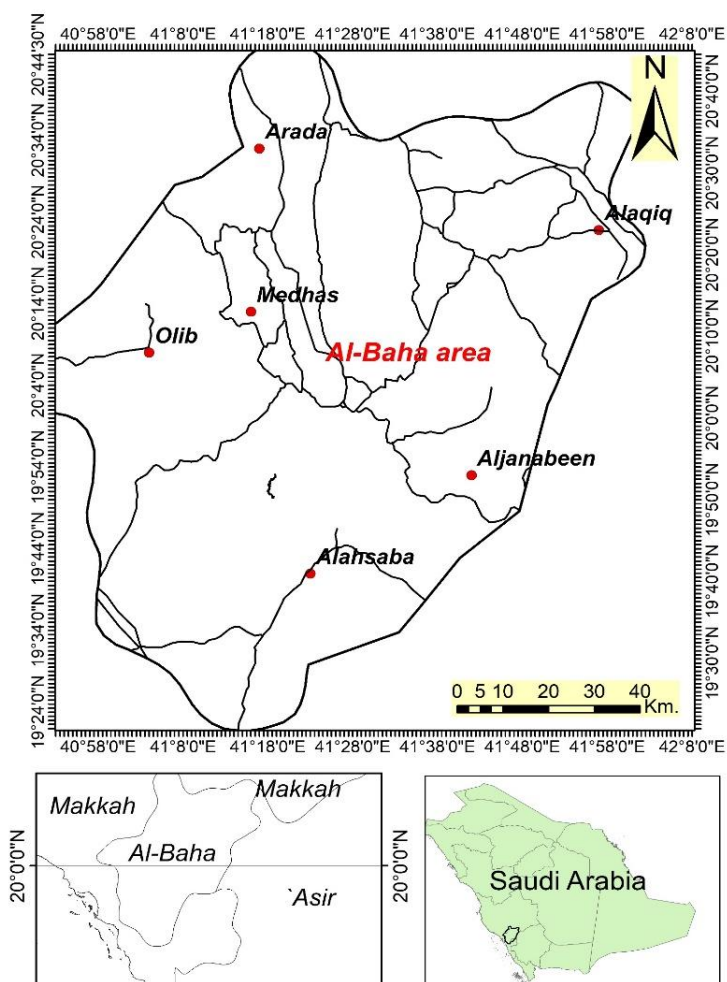 40°58'0"E 41°8'0"E 41°18'0"E 41°28'0"E 41°38'0"E 41°48'0"E 41°58'0"E 42°8'0"E
20°44'30"N
20°34'0"N
20°24'0"N
20°14'0"N
20°4'0"N
19°54'0"N
19°44'0"N
19°34'0"N
19°24'0"N
N
Arada
Alaqiq
Medhas
Olib
Al-Baha area
Aljanabeen
Alahsaba
0 5 10 20 30 40
Km.
20°40'0"N
20°30'0"N
20°20'0"N
20°10'0"N
20°0'0"N
19°50'0"N
19°40'0"N
19°30'0"N
40°58'0"E 41°8'0"E 41°18'0"E 41°28'0"E 41°38'0"E 41°48'0"E 41°58'0"E 42°8'0"E
Makkah
Makkah
Al-Baha
`Asir
20°0'0"N
20°0'0"N
Saudi Arabia